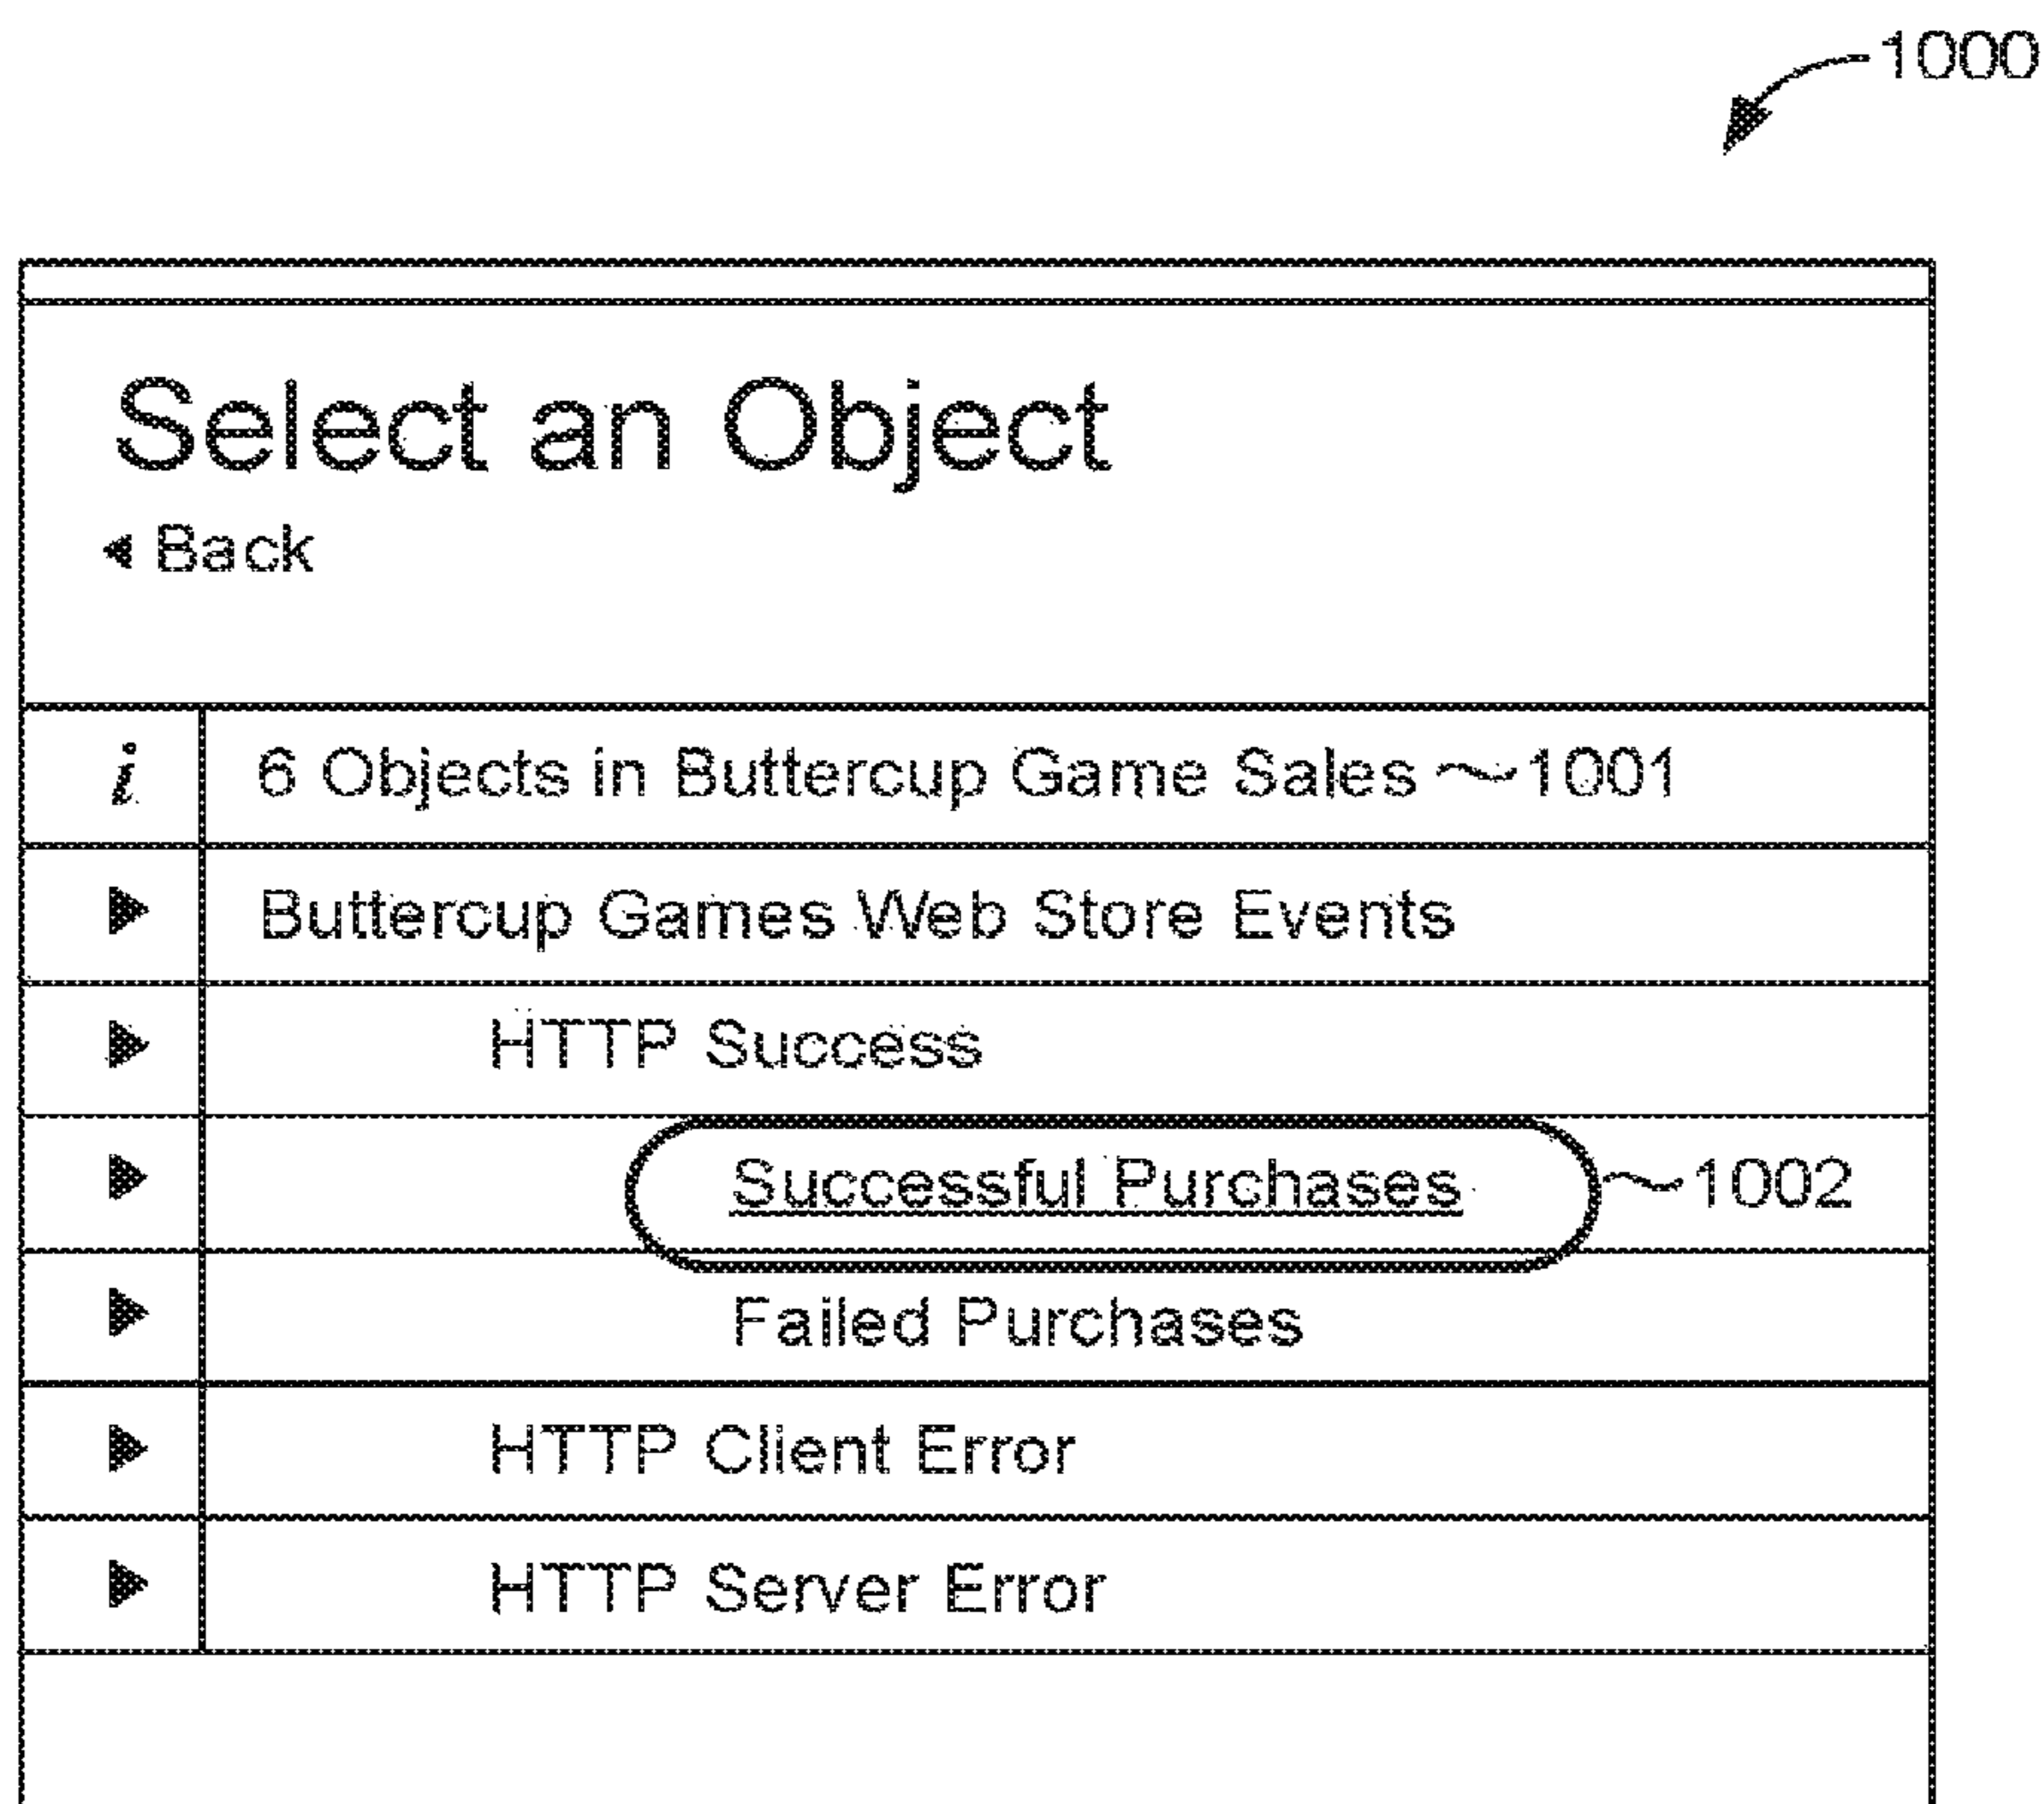 1000
Select an Object
Back
i 6 Objects in Buttercup Game Sales 1001
Buttercup Games Web Store Events
HTTP Success
Successful Purchases 1002
Failed Purchases
HTTP Client Error
HTTP Server Error